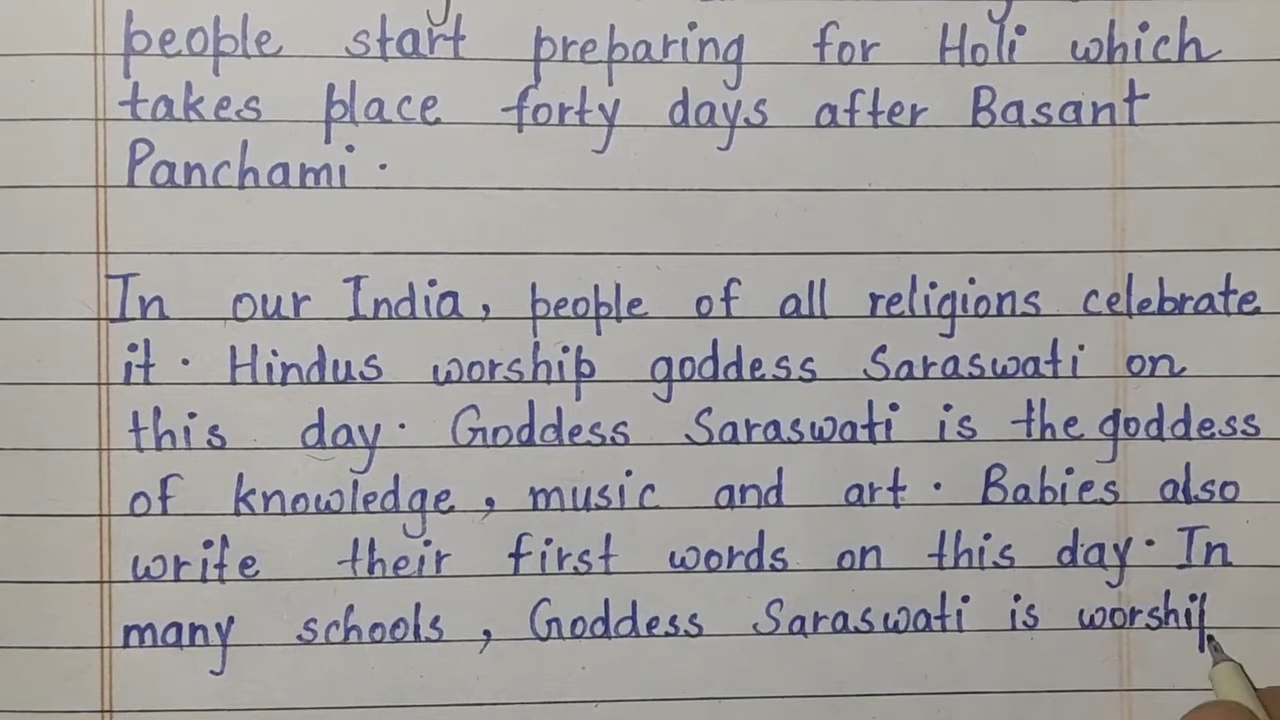 people start preparing for Holi which
takes place forty days after Basant
Panchami.
In our India, people of all religions celebrate
it. Hindus worship goddess Saraswati on
this day. Goddess Saraswati is the goddess
of knowledge, music and art. Babies also
write their first words on this day. In
many schools, Goddess Saraswati is worship